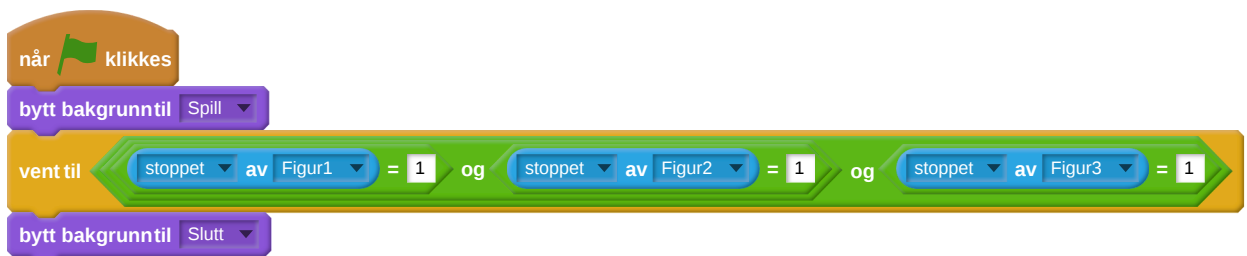 når klikkes
bytt bakgrunn til Spill
vent til stoppet av Figur1 = 1 og stoppet av Figur2 = 1 og stoppet av Figur3 = 1
bytt bakgrunn til Slutt